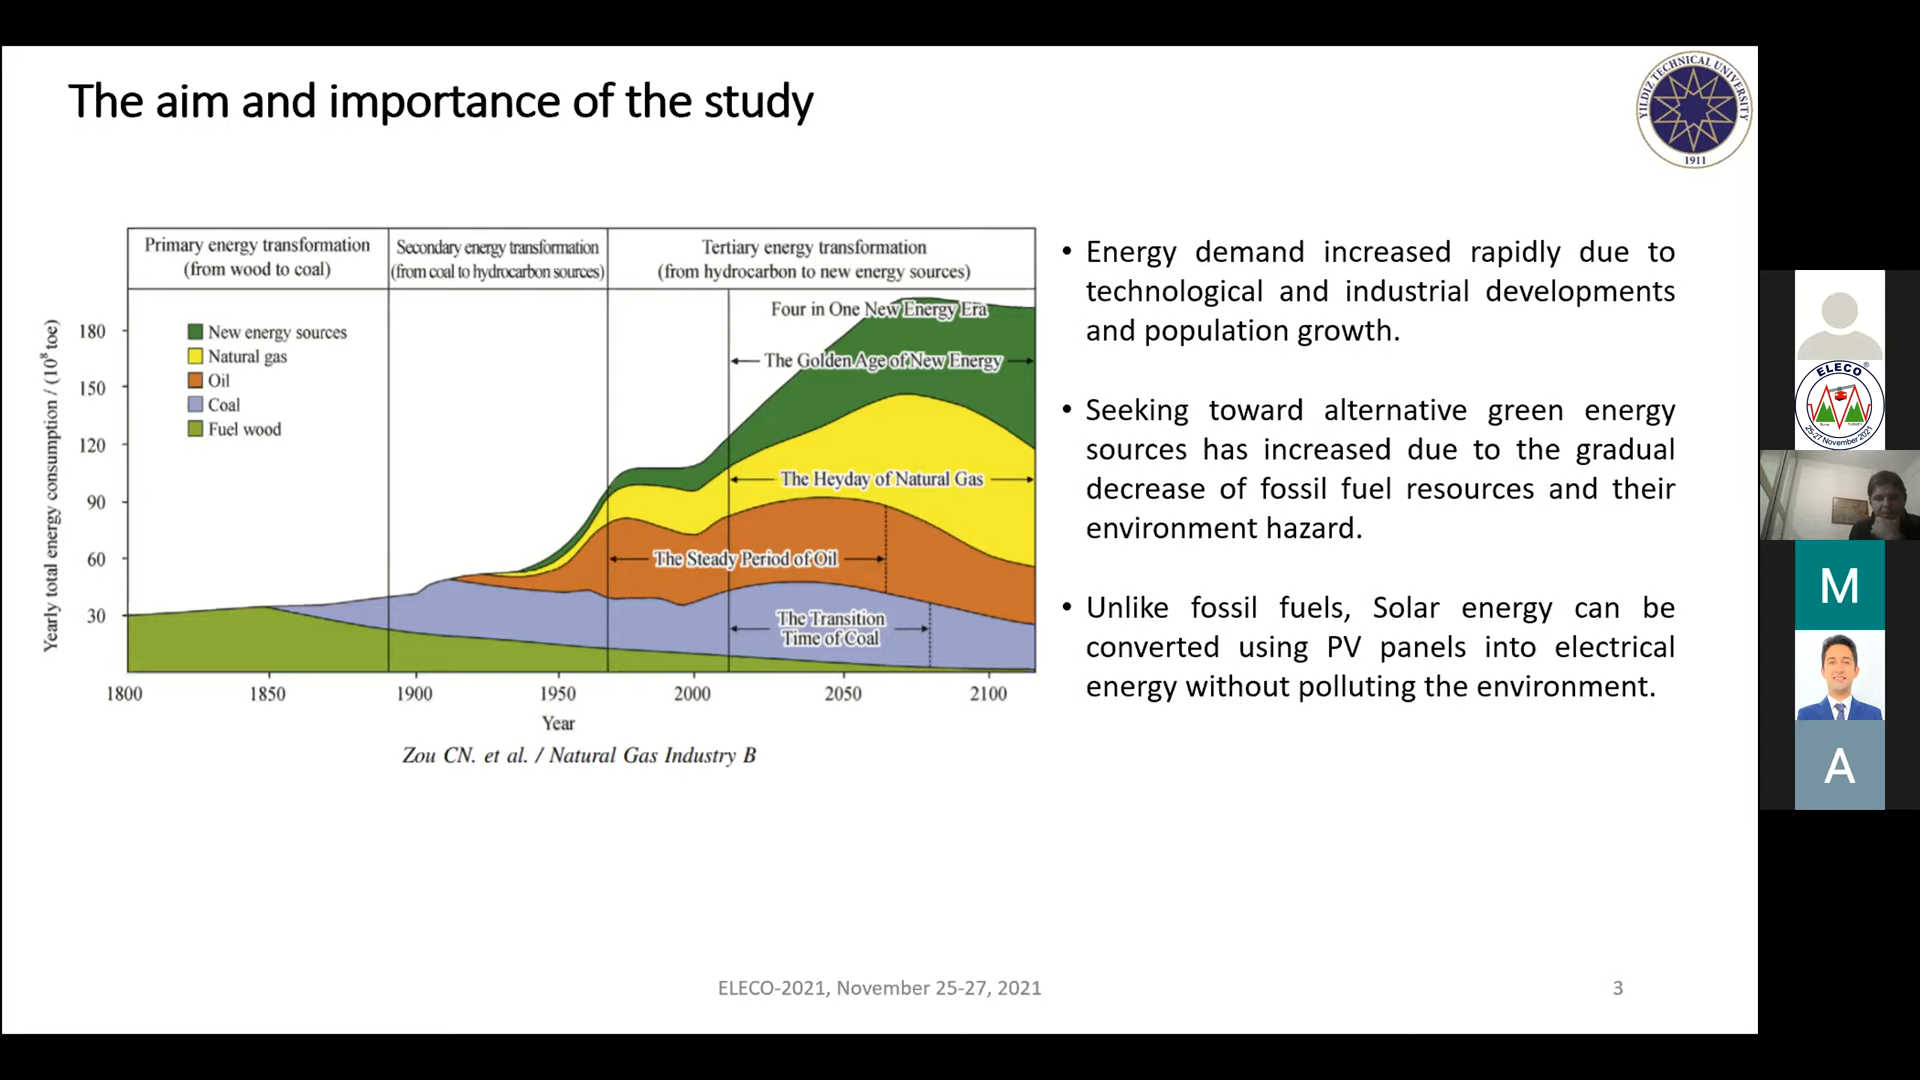 The aim and importance of the study
YILDIZ TECHNICAL UNIVERSITY
1911
Primary energy transformation
(from wood to coal)
Secondary energy transformation
(from coal to hydrocarbon sources)
Tertiary energy transformation
(from hydrocarbon to new energy sources)
Yearly total energy consumption / (10⁸ toe)
180
150
120
90
60
30
New energy sources
Natural gas
Oil
Coal
Fuel wood
Four in One New Energy Era
The Golden Age of New Energy
The Heyday of Natural Gas
The Steady Period of Oil
The Transition
Time of Coal
1800 1850 1900 1950 2000 2050 2100
Year
Zou CN. et al. / Natural Gas Industry B
• Energy demand increased rapidly due to
technological and industrial developments
and population growth.
• Seeking toward alternative green energy
sources has increased due to the gradual
decrease of fossil fuel resources and their
environment hazard.
• Unlike fossil fuels, Solar energy can be
converted using PV panels into electrical
energy without polluting the environment.
ELECO-2021, November 25-27, 2021
3
ELECO
25-27 November 2021
M
A